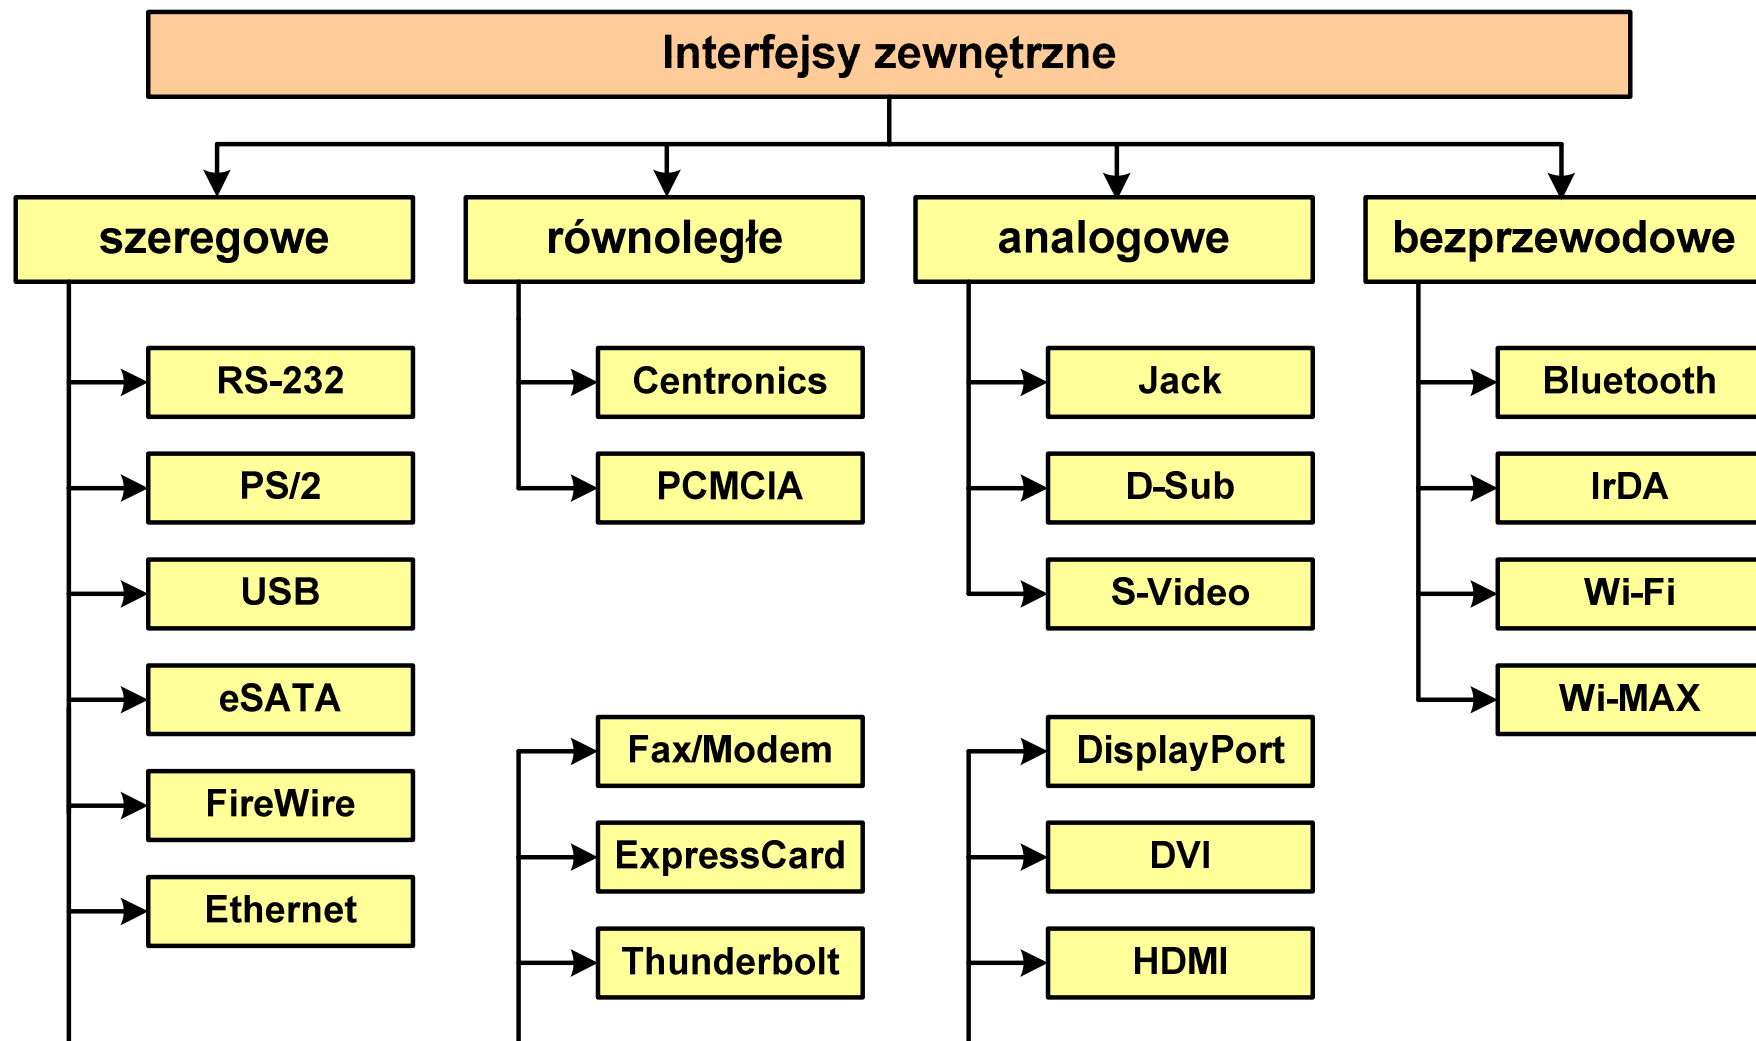 Interfejsy zewnętrzne
szeregowe
równoległe
analogowe
bezprzewodowe
RS-232
Centronics
Jack
Bluetooth
PS/2
PCMCIA
D-Sub
IrDA
USB
S-Video
Wi-Fi
eSATA
Wi-MAX
Fax/Modem
DisplayPort
FireWire
ExpressCard
DVI
Ethernet
Thunderbolt
HDMI